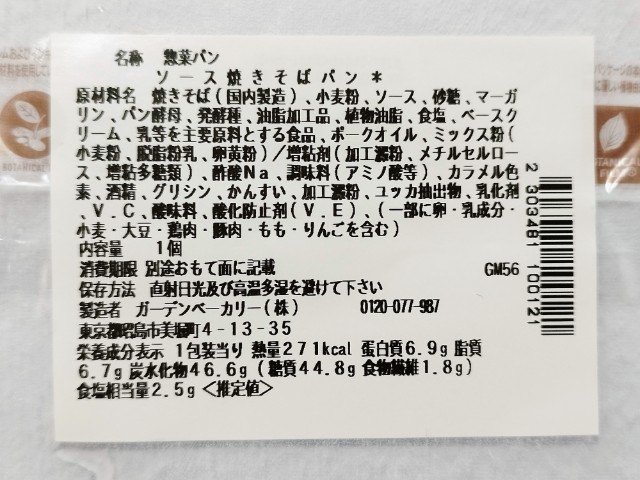 名称 惣菜パン
ソース焼きそばパン＊
原材料名 焼きそば（国内製造）、小麦粉、ソース、砂糖、マーガ
リン、パン酵母、発酵種、油脂加工品、植物油脂、食塩、ベースク
リーム、乳等を主要原料とする食品、ポークオイル、ミックス粉（
小麦粉、脱脂粉乳、卵黄粉）／増粘剤（加工澱粉、メチルセルロー
ス、増粘多糖類）、酢酸Na、調味料（アミノ酸等）、カラメル色
素、酒精、グリシン、かんすい、加工澱粉、ユッカ抽出物、乳化剤
、V.C、酸味料、酸化防止剤（V.E）、（一部に卵・乳成分・
小麦・大豆・鶏肉・豚肉・もも・りんごを含む）
内容量 1個
消費期限 別途おもて面に記載 GM56
保存方法 直射日光及び高温多湿を避けて下さい
製造者 ガーデンベーカリー（株） 0120-077-987
東京都昭島市美堀町4-13-35
栄養成分表示 1包装当り 熱量271kcal 蛋白質6.9g 脂質
6.7g 炭水化物46.6g（糖質44.8g 食物繊維1.8g）
食塩相当量2.5g＜推定値＞
2 303481 100121